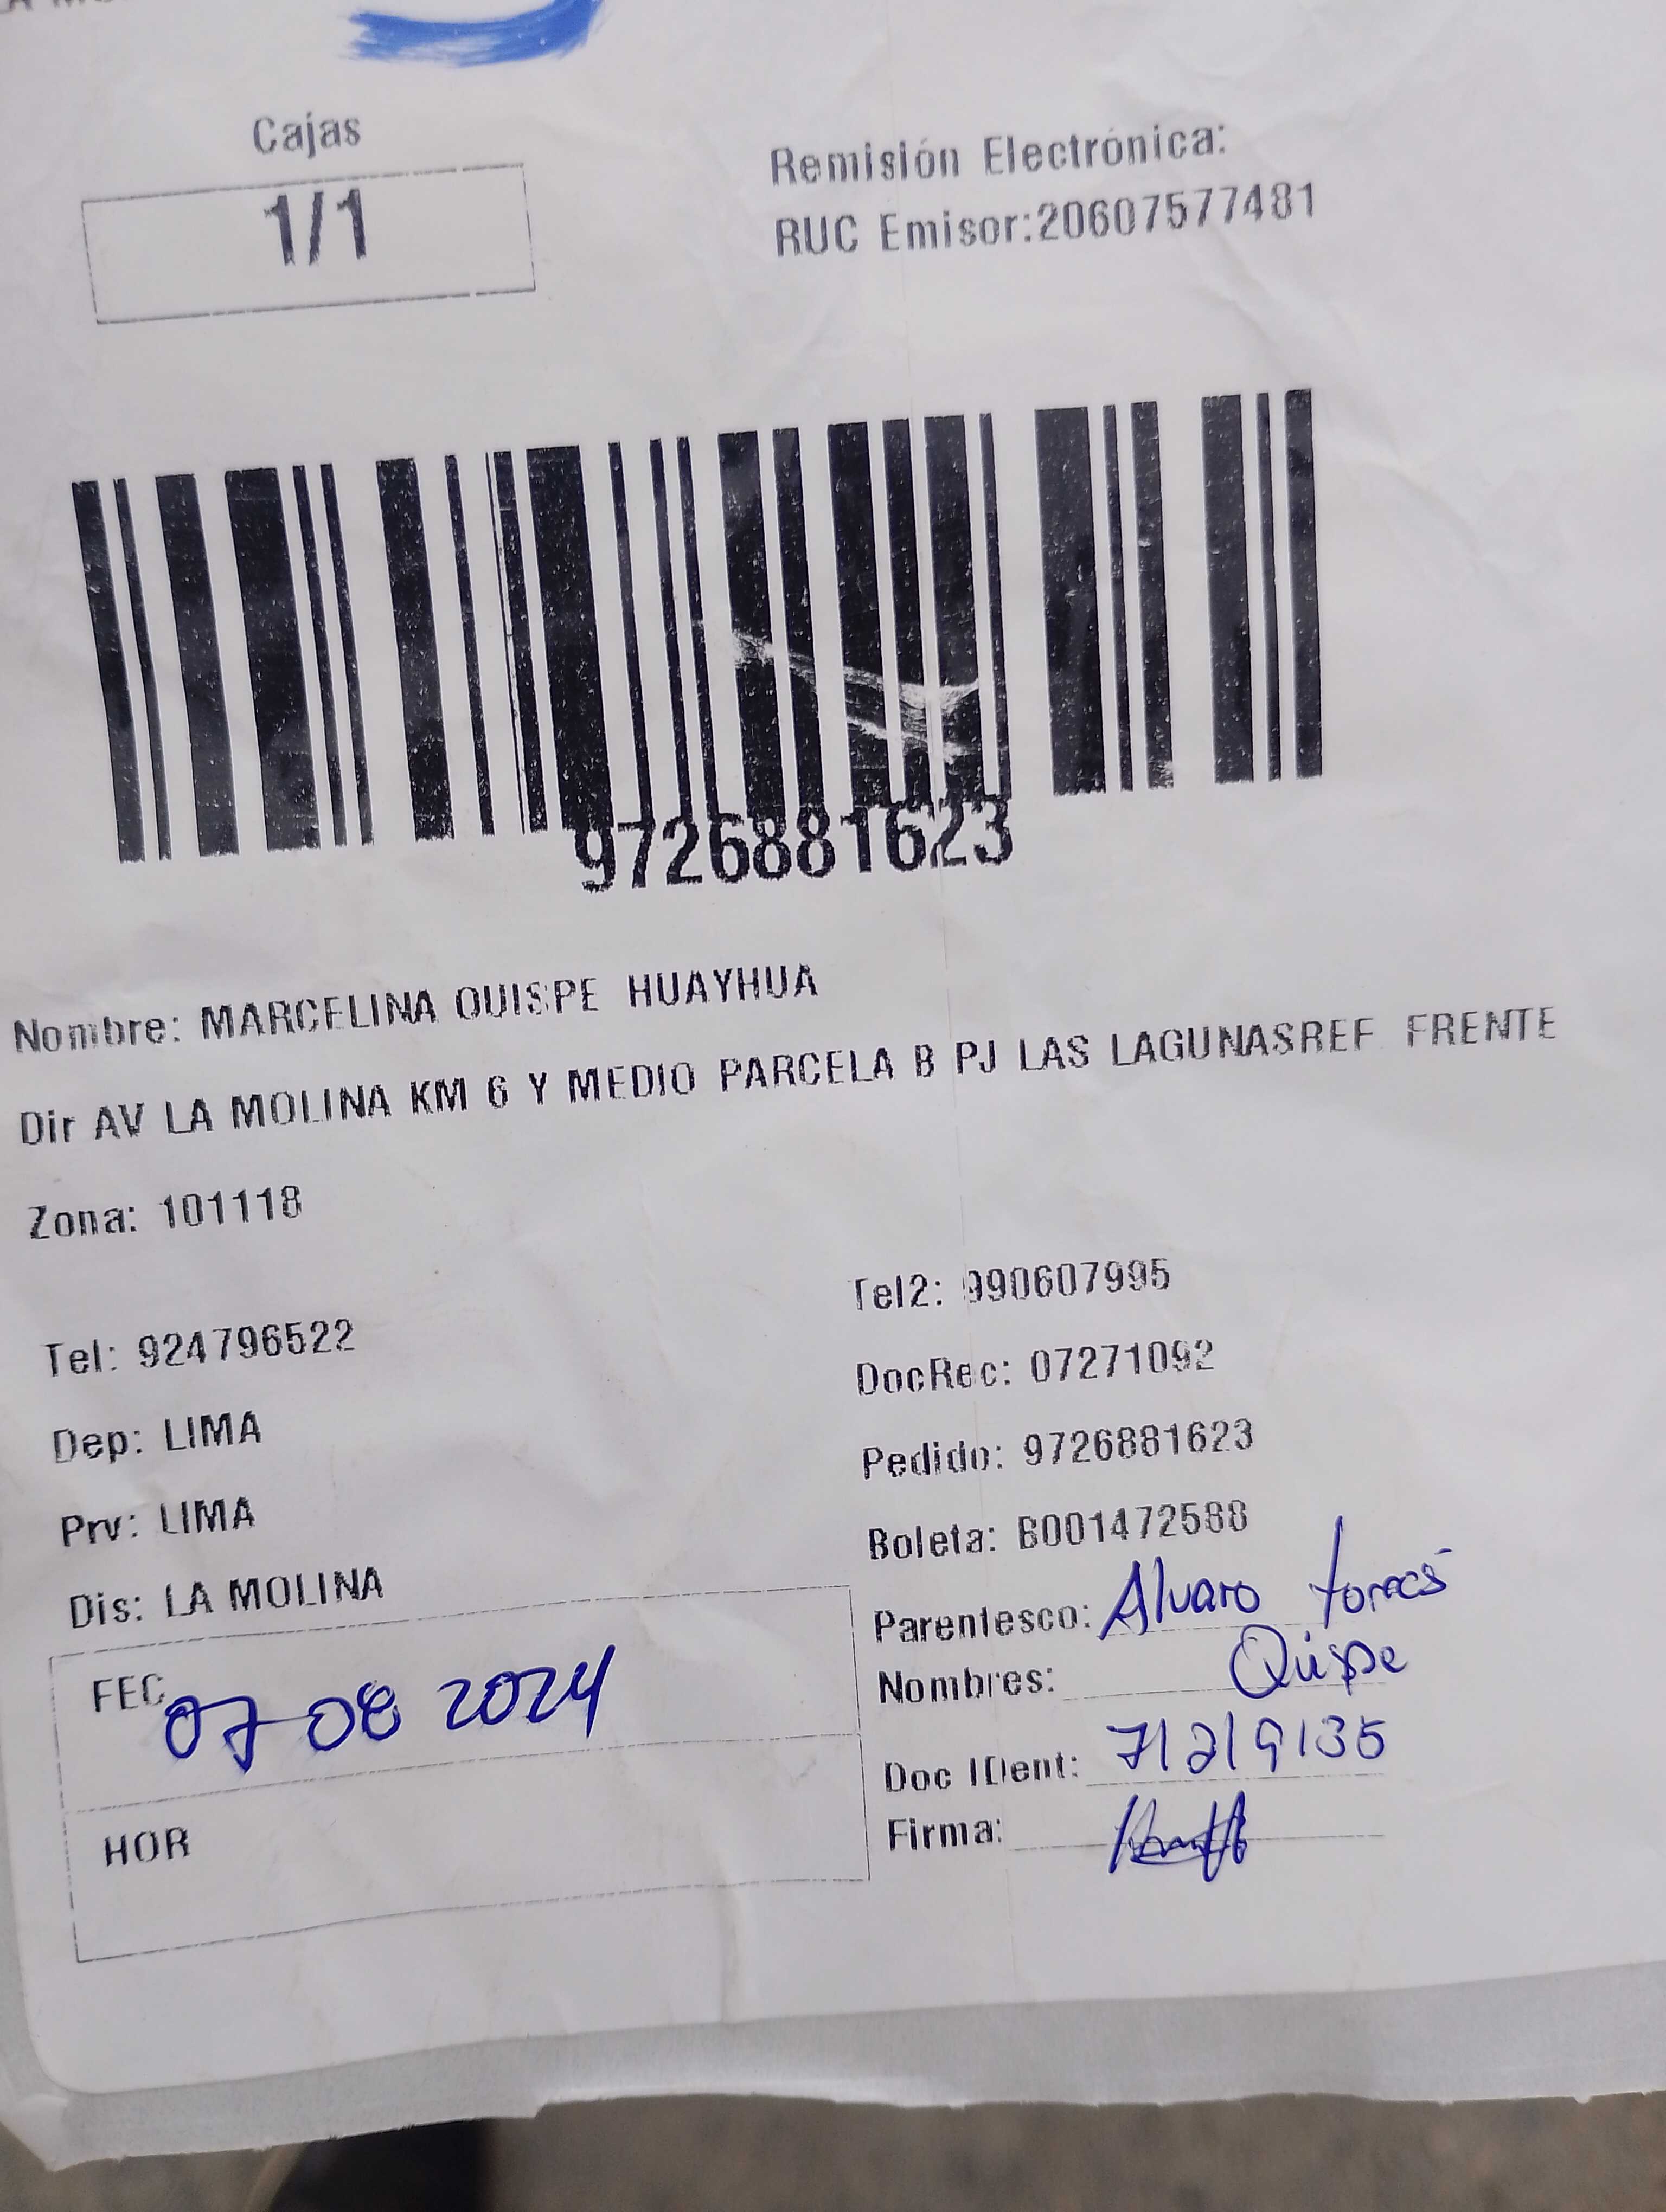 Cajas
1/1
Remisión Electrónica:
RUC Emisor:20607577481
9726881623
Nombre: MARCELINA QUISPE HUAYHUA
Dir AV LA MOLINA KM 6 Y MEDIO PARCELA B PJ LAS LAGUNASREF FRENTE
Zona: 101118
Tel: 924796522
Tel2: 990607995
DocRec: 07271092
Dep: LIMA
Pedido: 9726881623
Prv: LIMA
Boleta: B001472588
Dis: LA MOLINA
Parentesco: Alvaro torres
Nombres: Quispe
FEC 07-08 2024
Doc IDent: 71219135
HOR
Firma: